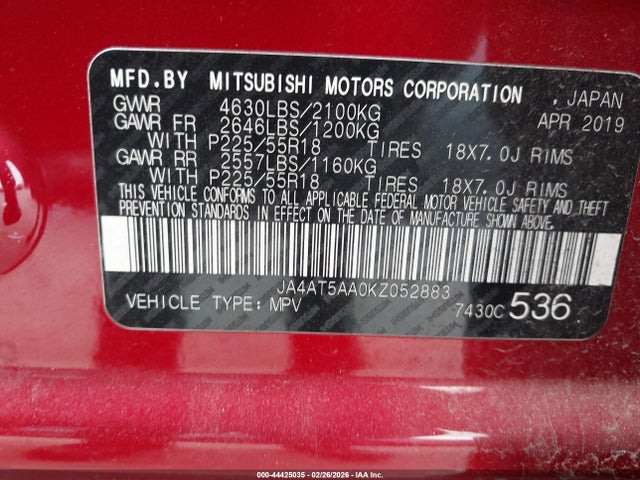 MFD.BY MITSUBISHI MOTORS CORPORATION , JAPAN
GVWR 4630LBS/2100KG APR 2019
GAWR FR 2646LBS/1200KG
WITH P225/55R18 TIRES 18X7.0J RIMS
GAWR RR 2557LBS/1160KG
WITH P225/55R18 TIRES 18X7.0J RIMS
THIS VEHICLE CONFORMS TO ALL APPLICABLE FEDERAL MOTOR VEHICLE SAFETY AND THEFT
PREVENTION STANDARDS IN EFFECT ON THE DATE OF MANUFACTURE SHOWN ABOVE.
JA4AT5AA0KZ052883
VEHICLE TYPE: MPV 7430C 536
000-44425035 - 02/26/2026 - IAA Corp.